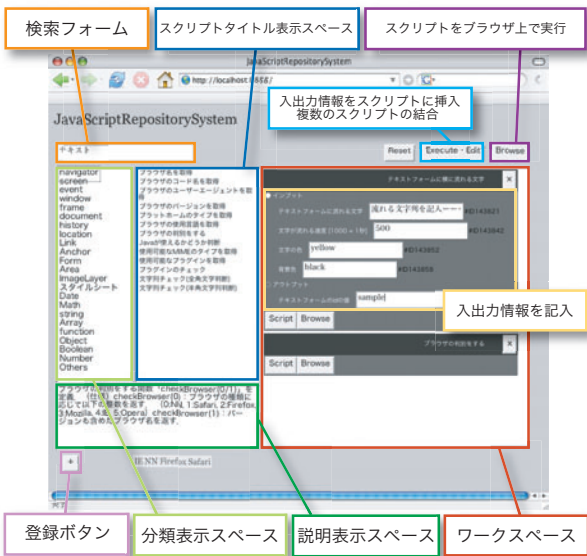 検索フォーム
スクリプトタイトル表示スペース
スクリプトをブラウザ上で実行
JavaScriptRepositorySystem
http://localhost:8888/
入出力情報をスクリプトに挿入
複数のスクリプトの結合
JavaScriptRepositorySystem
テキスト
Reset
Execute・Edit
Browse
navigator
screen
event
window
frame
document
history
location
Link
Anchor
Form
Area
ImageLayer
スタイルシート
Date
Math
string
Array
function
Object
Boolean
Number
Others
ブラウザ名を取得
ブラウザのコード名を取得
ブラウザのユーザーエージェントを取得
ブラウザのバージョンを取得
プラットホームのタイプを取得
ブラウザの使用言語を取得
ブラウザの判別をする
Javaが使えるかどうか判断
使用可能なMIMEのタイプを取得
使用可能なプラグインを取得
プラグインのチェック
文字列チェック(全角文字判断)
文字列チェック(半角文字列判断)
テキストフォームに横に流れる文字
×
インプット
テキストフォームに流れる文字
流れる文字列を記入ーー・
#ID143821
文字が流れる速度 (1000 = 1秒)
500
#ID143842
文字の色
yellow
#ID143852
背景色
black
#ID143859
アウトプット
テキストフォームのidの値
sample
入出力情報を記入
Script
Browse
ブラウザの判別をする
×
Script
Browse
ブラウザの判別をする関数「checkBrowser(0/1)」を
定義. (仕様) checkBrowser(0) : ブラウザの種類に
応じて以下の整数を返す. (0:NN, 1:Safari, 2:Firefox,
3:Mozilla, 4:IE, 5:Opera) checkBrowser(1) : バー
ジョンも含めたブラウザ名を返す.
+
IE NN Firefox Safari
完了
登録ボタン
分類表示スペース
説明表示スペース
ワークスペース